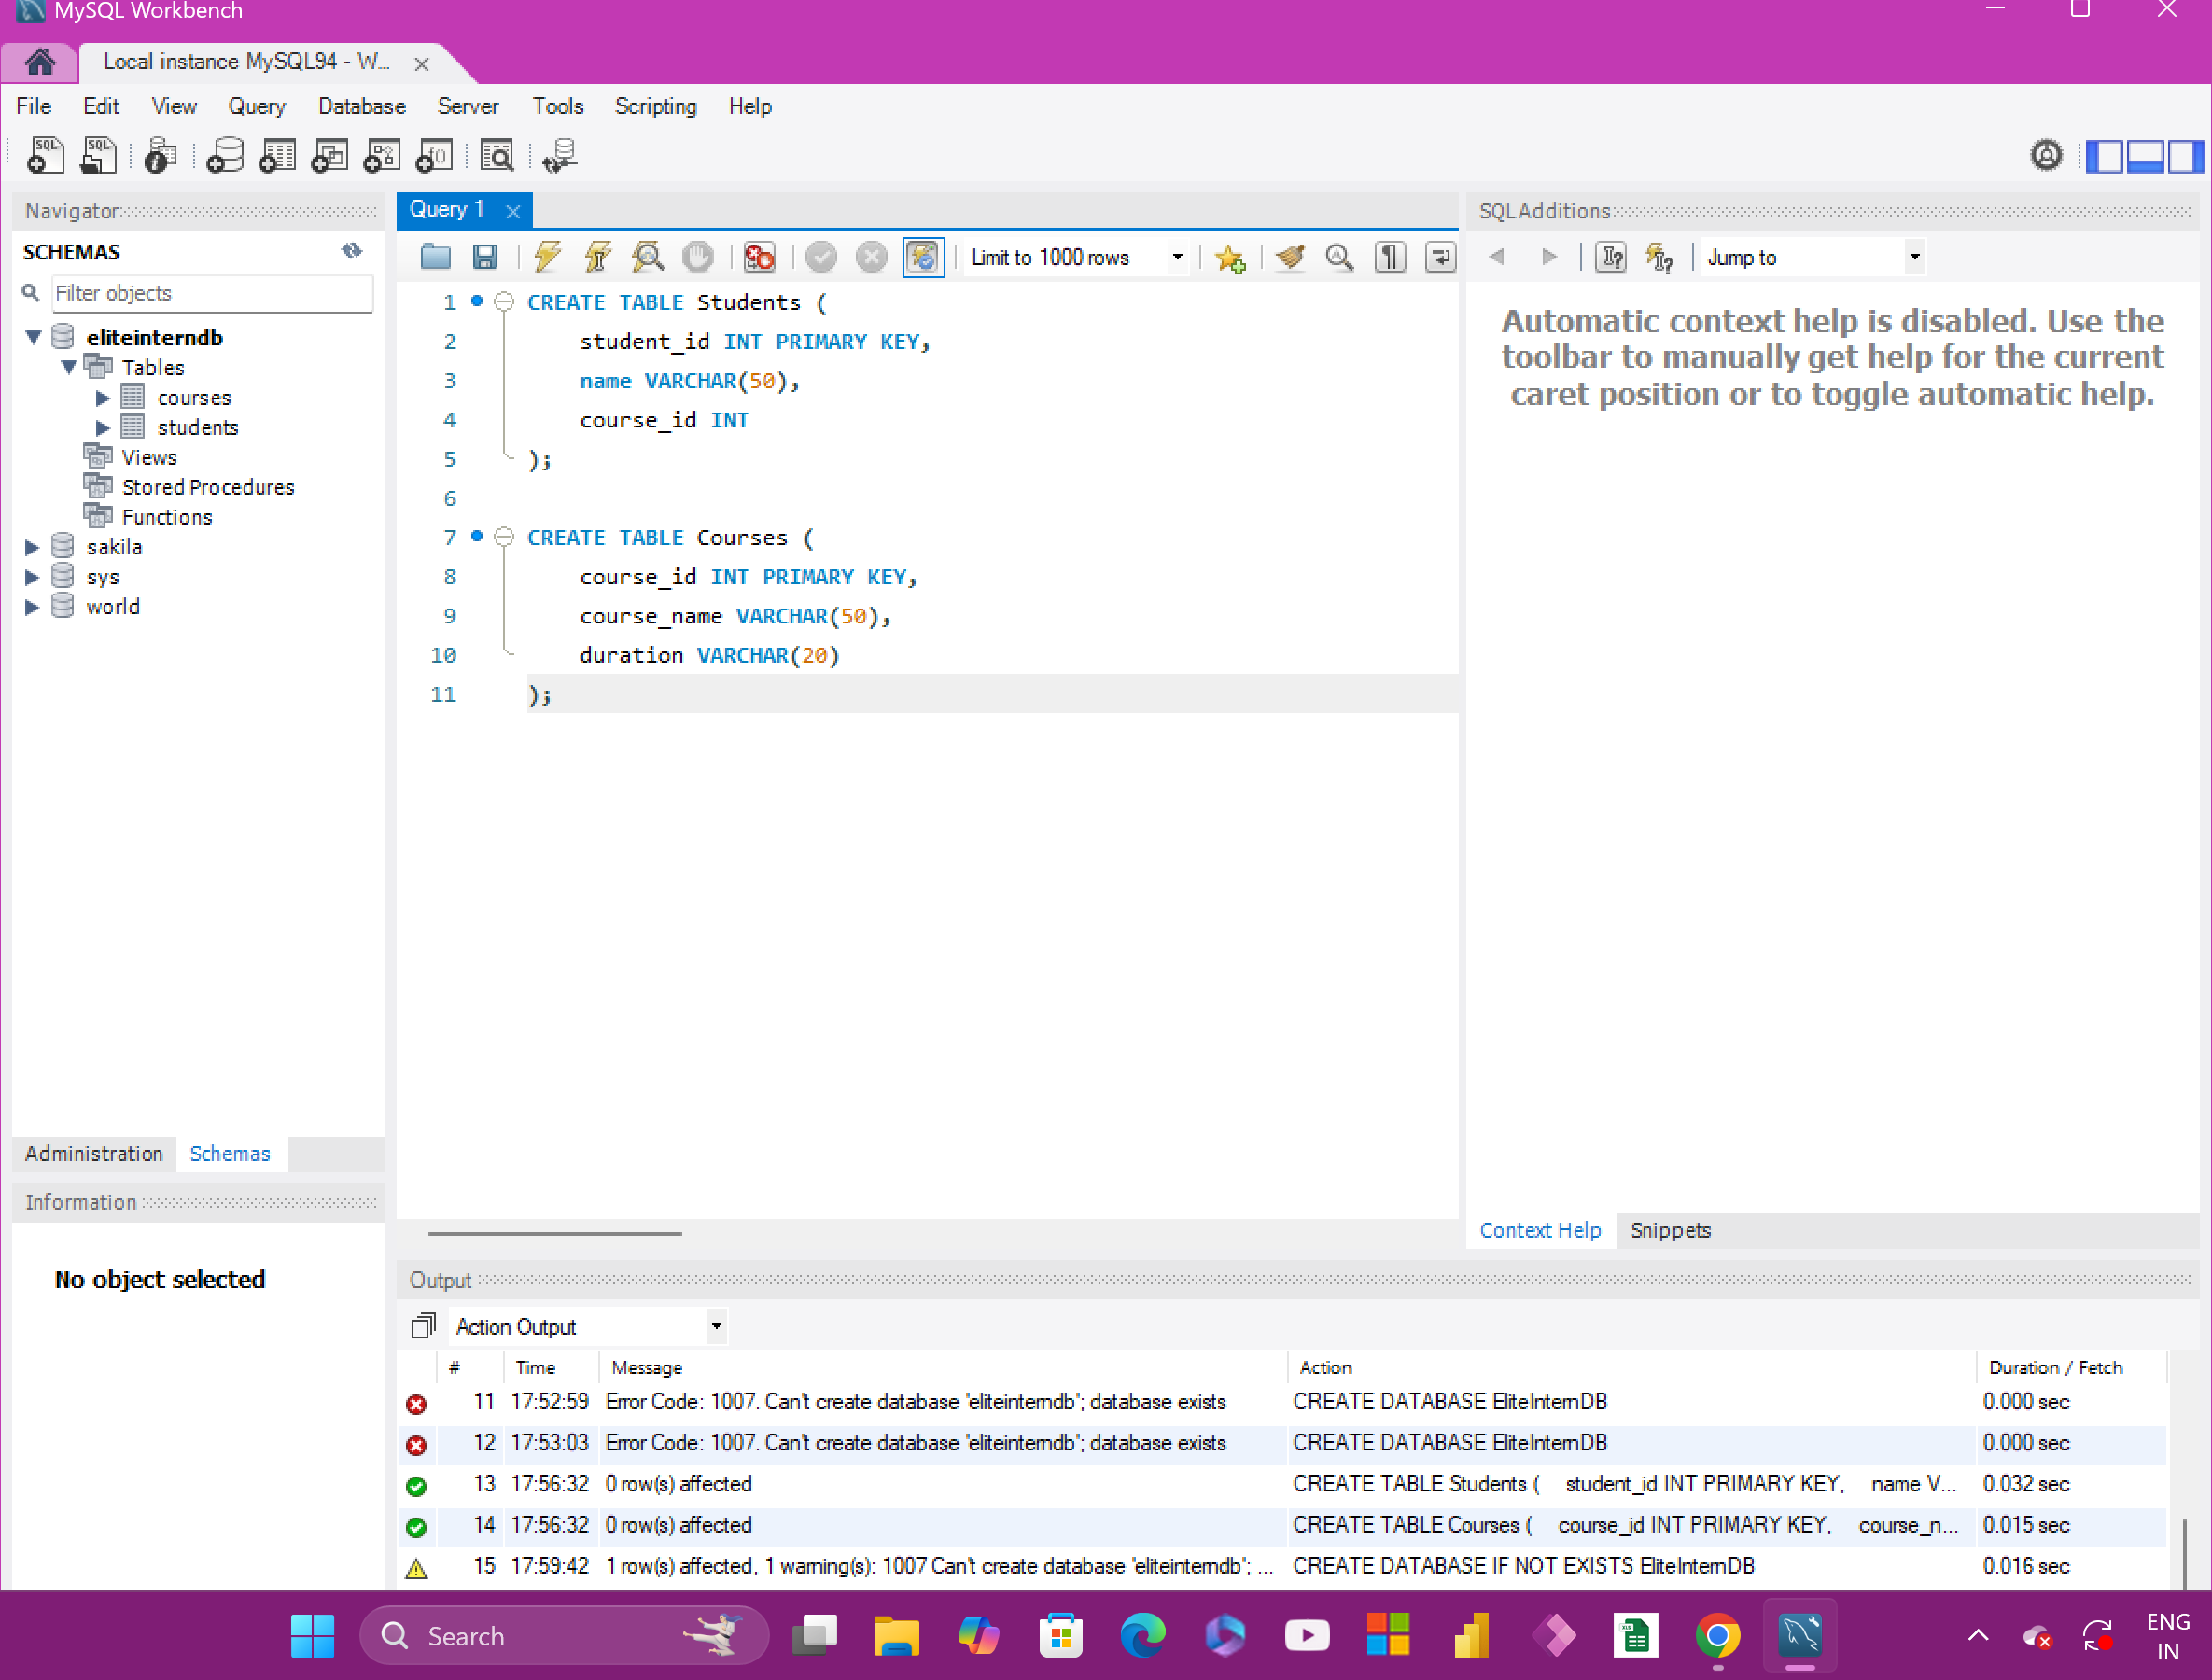 MySQL Workbench
Local instance MySQL94 - W...
File Edit View Query Database Server Tools Scripting Help
Navigator
SCHEMAS
Filter objects
eliteinterndb
Tables
courses
students
Views
Stored Procedures
Functions
sakila
sys
world
Administration Schemas
Information
No object selected
Query 1
Limit to 1000 rows
1 CREATE TABLE Students (
2 student_id INT PRIMARY KEY,
3 name VARCHAR(50),
4 course_id INT
5 );
6
7 CREATE TABLE Courses (
8 course_id INT PRIMARY KEY,
9 course_name VARCHAR(50),
10 duration VARCHAR(20)
11 );
SQLAdditions
Jump to
Automatic context help is disabled. Use the
toolbar to manually get help for the current
caret position or to toggle automatic help.
Context Help Snippets
Output
Action Output
# Time Message Action Duration / Fetch
11 17:52:59 Error Code: 1007. Can't create database 'eliteinterndb'; database exists CREATE DATABASE EliteInternDB 0.000 sec
12 17:53:03 Error Code: 1007. Can't create database 'eliteinterndb'; database exists CREATE DATABASE EliteInternDB 0.000 sec
13 17:56:32 0 row(s) affected CREATE TABLE Students ( student_id INT PRIMARY KEY, name V... 0.032 sec
14 17:56:32 0 row(s) affected CREATE TABLE Courses ( course_id INT PRIMARY KEY, course_n... 0.015 sec
15 17:59:42 1 row(s) affected, 1 warning(s): 1007 Can't create database 'eliteinterndb'; ... CREATE DATABASE IF NOT EXISTS EliteInternDB 0.016 sec
Search
ENG
IN